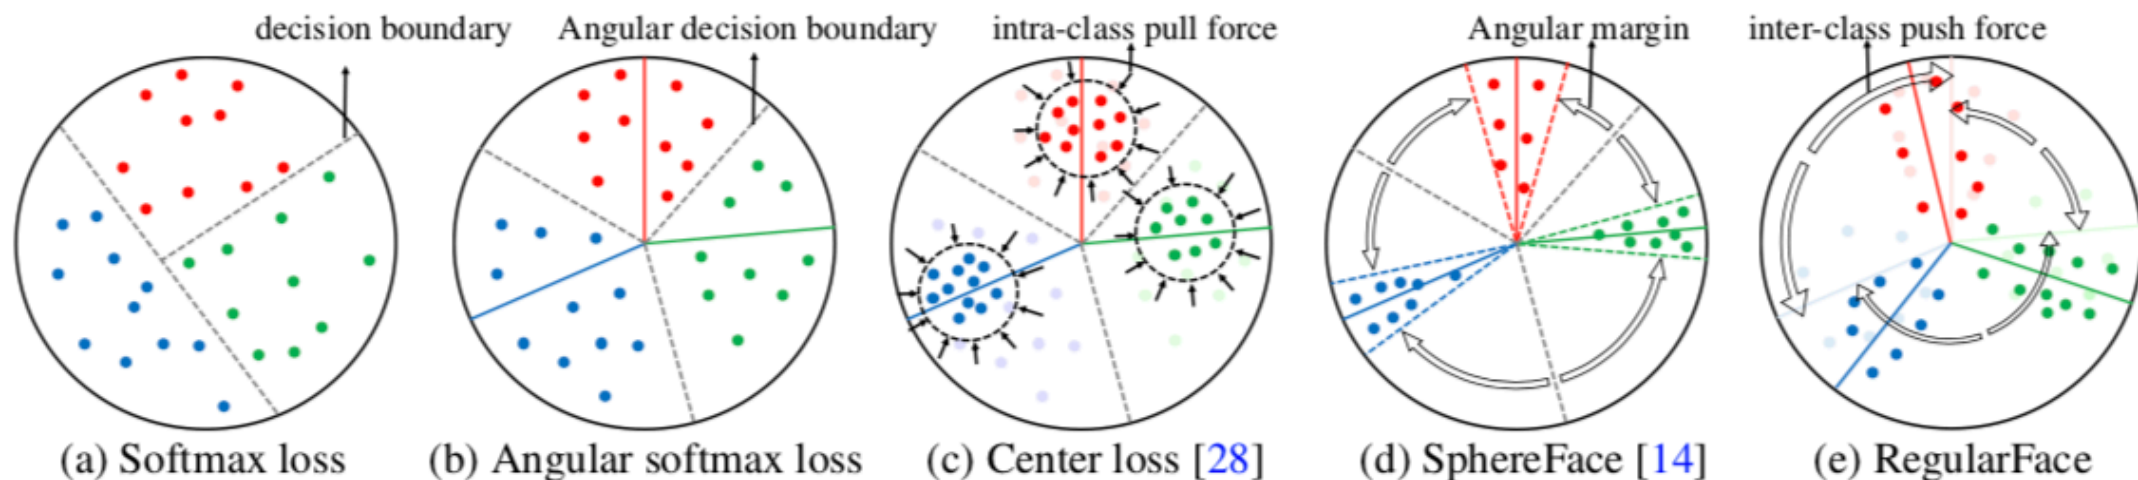 decision boundary
Angular decision boundary
intra-class pull force
Angular margin
inter-class push force
(a) Softmax loss
(b) Angular softmax loss
(c) Center loss [28]
(d) SphereFace [14]
(e) RegularFace